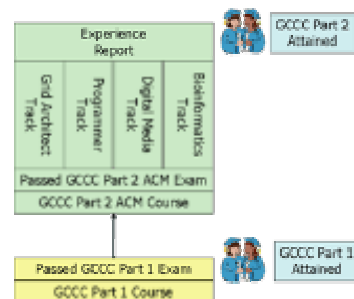 GCCC Part 2
Attained
Experience
Report
Grid Architect
Track
Programmer
Track
Digital Media
Track
Bioinformatics
Track
Passed GCCC Part 2 ACM Exam
GCCC Part 2 ACM Course
GCCC Part 1
Attained
Passed GCCC Part 1 Exam
GCCC Part 1 Course